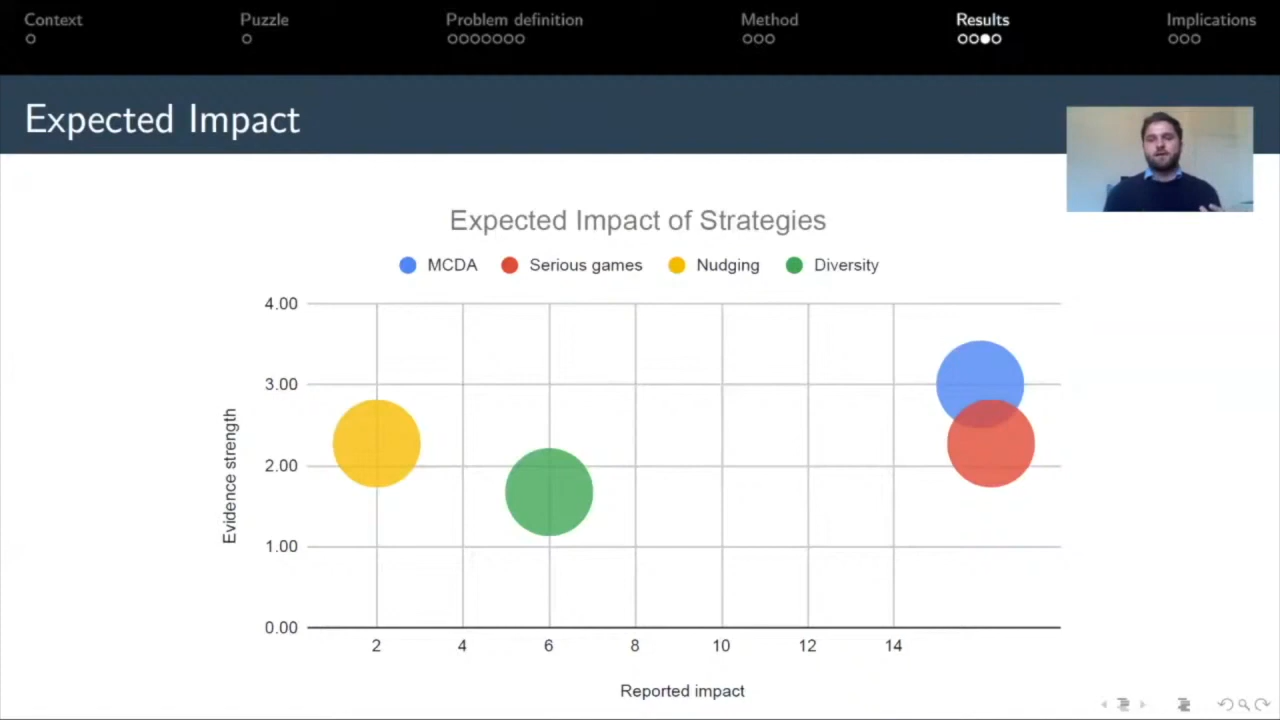 Context Puzzle Problem definition Method Results Implications
Expected Impact
Expected Impact of Strategies
MCDA Serious games Nudging Diversity
4.00
3.00
2.00
1.00
0.00
Evidence strength
2 4 6 8 10 12 14
Reported impact